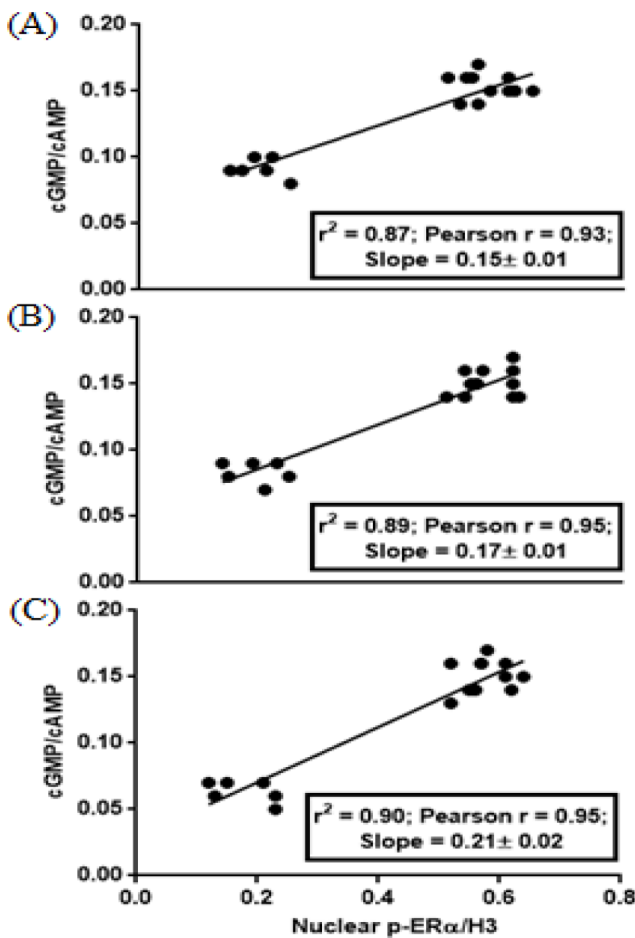 (A)
0.20
0.15
0.10
0.05
0.00
cGMP/cAMP
r² = 0.87; Pearson r = 0.93;
Slope = 0.15± 0.01
(B)
0.20
0.15
0.10
0.05
0.00
cGMP/cAMP
r² = 0.89; Pearson r = 0.95;
Slope = 0.17± 0.01
(C)
0.20
0.15
0.10
0.05
0.00
cGMP/cAMP
r² = 0.90; Pearson r = 0.95;
Slope = 0.21± 0.02
0.0 0.2 0.4 0.6 0.8
Nuclear p-ERα/H3